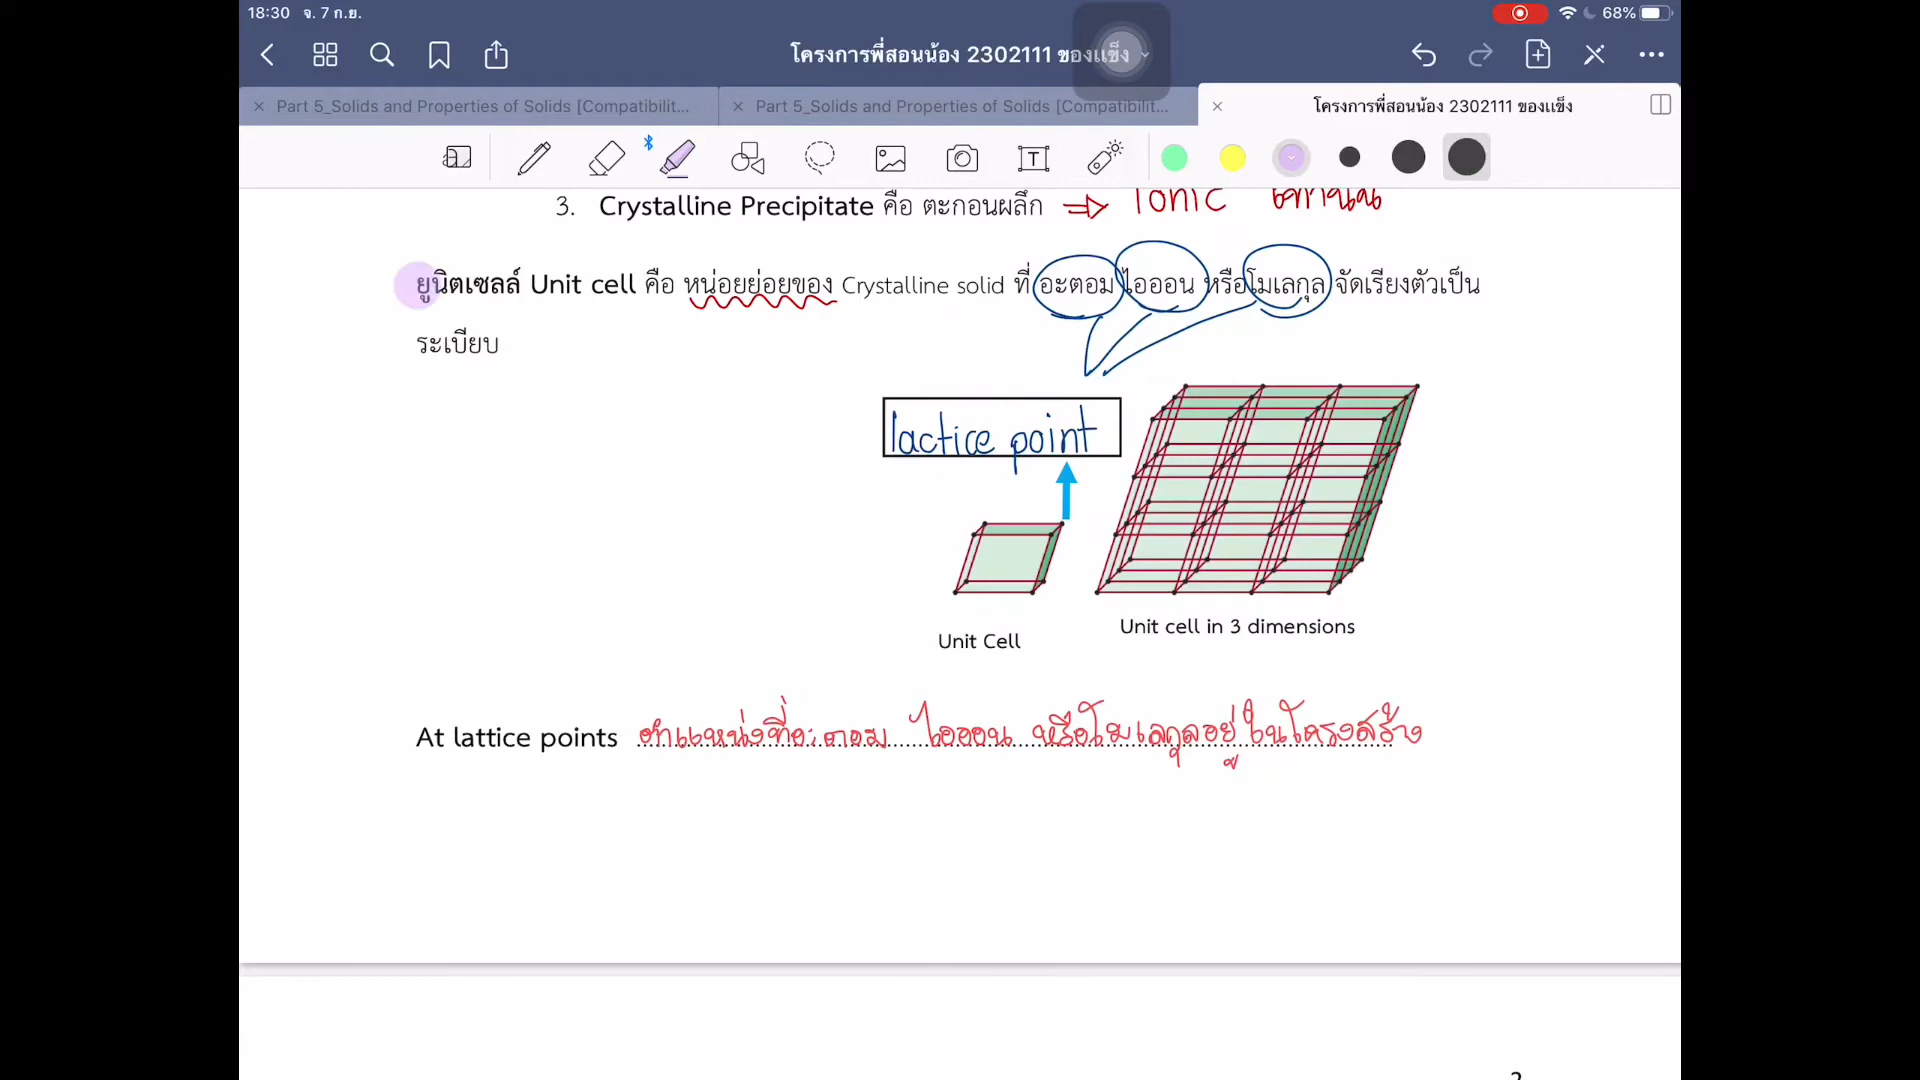 18:30 จ. 7 ก.ย. 68%
โครงการพี่สอนน้อง 2302111 ของแข็ง
Part 5_Solids and Properties of Solids [Compatibilit...
Part 5_Solids and Properties of Solids [Compatibilit...
โครงการพี่สอนน้อง 2302111 ของแข็ง
3. Crystalline Precipitate คือ ตะกอนผลึก ⇒ Ionic เท่านั้น
ยูนิตเซลล์ Unit cell คือ หน่อยย่อยของ Crystalline solid ที่ อะตอม ไอออน หรือโมเลกุล จัดเรียงตัวเป็น
ระเบียบ
lactice point
Unit Cell
Unit cell in 3 dimensions
At lattice points ตำแหน่งที่อะตอม ไอออน หรือโมเลกุลอยู่ในโครงสร้าง